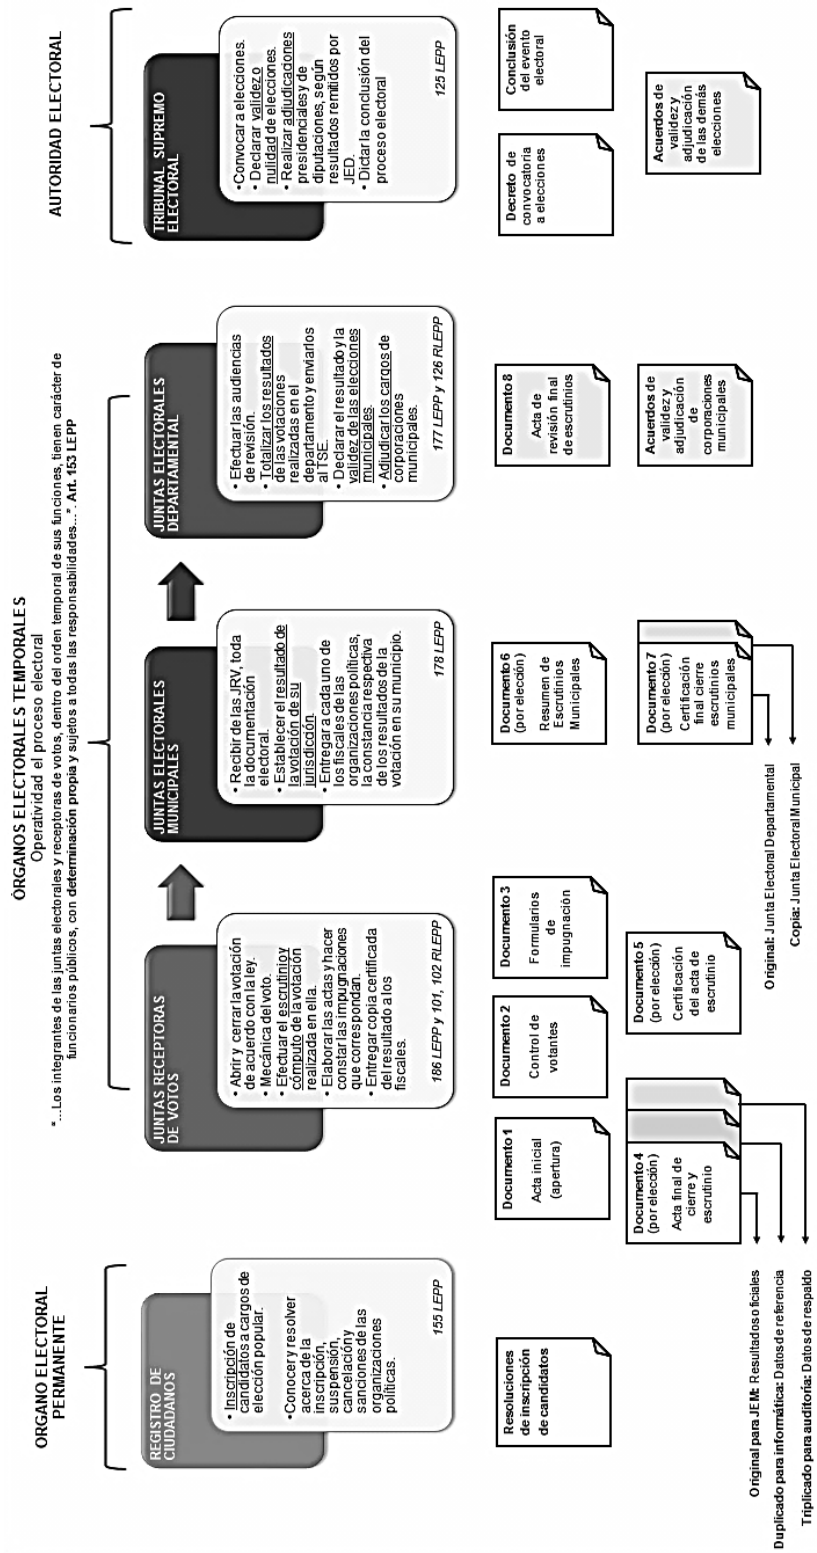 ORGANO ELECTORAL
PERMANENTE
REGISTRO DE
CIUDADANOS
• Inscripción de
candidatos a cargos de
elección popular.
•Conocer y resolver
acerca de la
inscripción,
suspensión,
cancelación y
sanciones de las
organizaciones
políticas.
155 LEPP
Resoluciones
de inscripción
de candidatos
ÓRGANOS ELECTORALES TEMPORALES
Operatividad el proceso electoral
"...Los integrantes de las juntas electorales y receptoras de votos, dentro del orden temporal de sus funciones, tienen carácter de
funcionarios públicos, con determinación propia y sujetos a todas las responsabilidades...". Art. 153 LEPP
JUNTAS RECEPTORAS
DE VOTOS
• Abrir y cerrar la votación
de acuerdo con la ley.
• Mecánica del voto.
• Efectuar el escrutinio y
cómputo de la votación
realizada en ella.
• Elaborar las actas y hacer
constar las impugnaciones
que correspondan.
• Entregar copia certificada
del resultado a los
fiscales.
186 LEPP y 101, 102 RLEPP
Documento 1
Acta inicial
(apertura)
Documento 2
Control de
votantes
Documento 3
Formularios
de
impugnación
Documento 4
(por elección)
Acta final de
cierre y
escrutinio
Documento 5
(por elección)
Certificación
del acta de
escrutinio
Original para JEM: Resultados oficiales
Duplicado para informática: Datos de referencia
Triplicado para auditoría: Datos de respaldo
JUNTAS ELECTORALES
MUNICIPALES
• Recibir de las JRV, toda
la documentación
electoral.
• Establecer el resultado de
la votación de su
jurisdicción.
• Entregar a cada uno de
los fiscales de las
organizaciones políticas,
la constancia respectiva
de los resultados de la
votación en su municipio.
178 LEPP
Documento 6
(por elección)
Resumen de
Escrutinios
Municipales
Documento 7
(por elección)
Certificación
final cierre
escrutinios
municipales
Original: Junta Electoral Departamental
Copia: Junta Electoral Municipal
JUNTAS ELECTORALES
DEPARTAMENTAL
• Efectuar las audiencias
de revisión.
• Totalizar los resultados
de las votaciones
realizadas en el
departamento y enviarlos
al TSE.
• Declarar el resultado y la
validez de las elecciones
municipales.
• Adjudicar los cargos de
corporaciones
municipales.
177 LEPP y 126 RLEPP
Documento 8
Acta de
revisión final
de escrutinios
Acuerdos de
validez y
adjudicación
de
corporaciones
municipales
AUTORIDAD ELECTORAL
TRIBUNAL SUPREMO
ELECTORAL
•Convocar a elecciones.
• Declarar validez o
nulidad de elecciones.
• Realizar adjudicaciones
presidenciales y de
diputaciones, según
resultados remitidos por
JED.
• Dictar la conclusión del
proceso electoral
125 LEPP
Decreto de
convocatoria
a elecciones
Conclusión
del evento
electoral
Acuerdos de
validez y
adjudicación
de las demás
elecciones